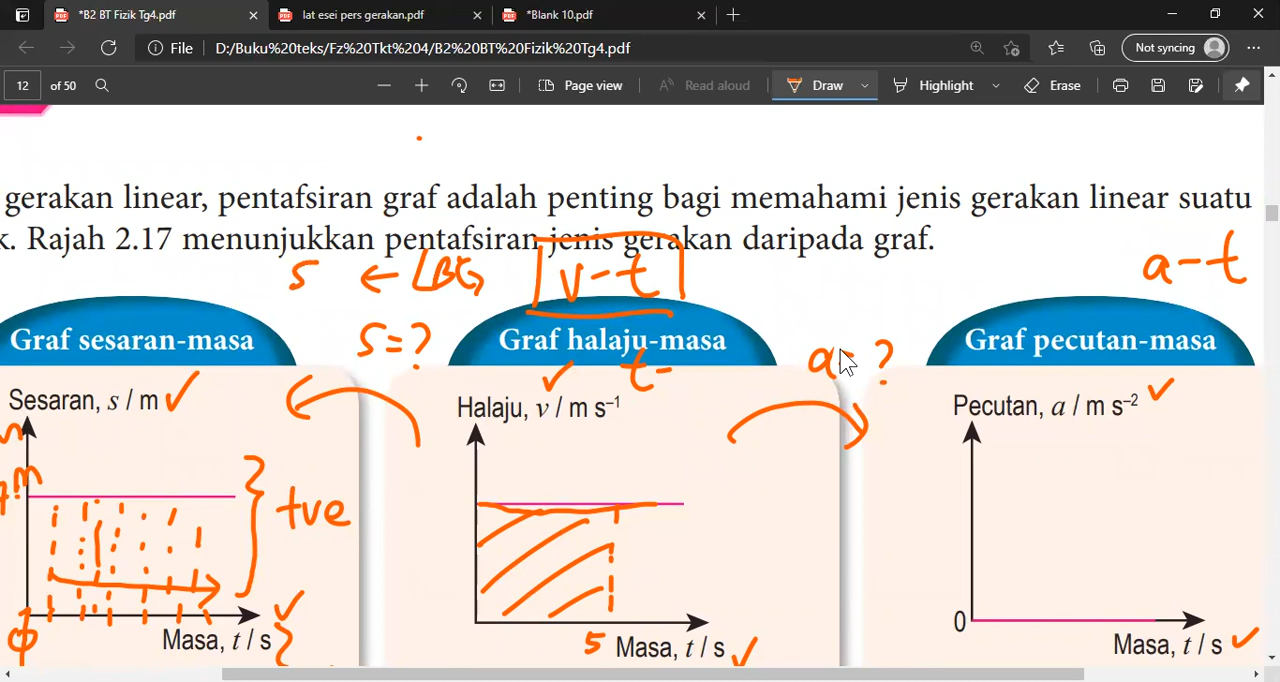 *B2 BT Fizik Tg4.pdf
lat esei pers gerakan.pdf
*Blank 10.pdf
File D:/Buku%20teks/Fz%20Tkt%204/B2%20BT%20Fizik%20Tg4.pdf
Not syncing
12 of 50
Page view
Read aloud
Draw
Highlight
Erase
gerakan linear, pentafsiran graf adalah penting bagi memahami jenis gerakan linear suatu
k. Rajah 2.17 menunjukkan pentafsiran jenis gerakan daripada graf.
s ← v-t
a-t
Graf sesaran-masa
s=?
Graf halaju-masa
t-
a=?
Graf pecutan-masa
Sesaran, s / m
Halaju, v / m s⁻¹
Pecutan, a / m s⁻²
+ve
0
Masa, t / s
5
Masa, t / s
0
Masa, t / s